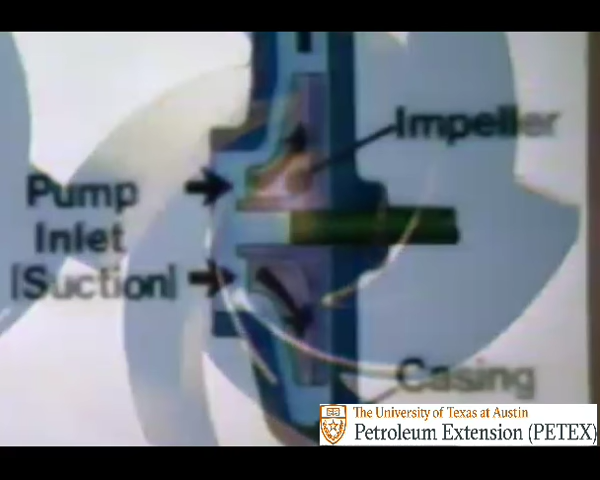 Impeller
Pump
Inlet
(Suction)
Casing
The University of Texas at Austin
Petroleum Extension (PETEX)